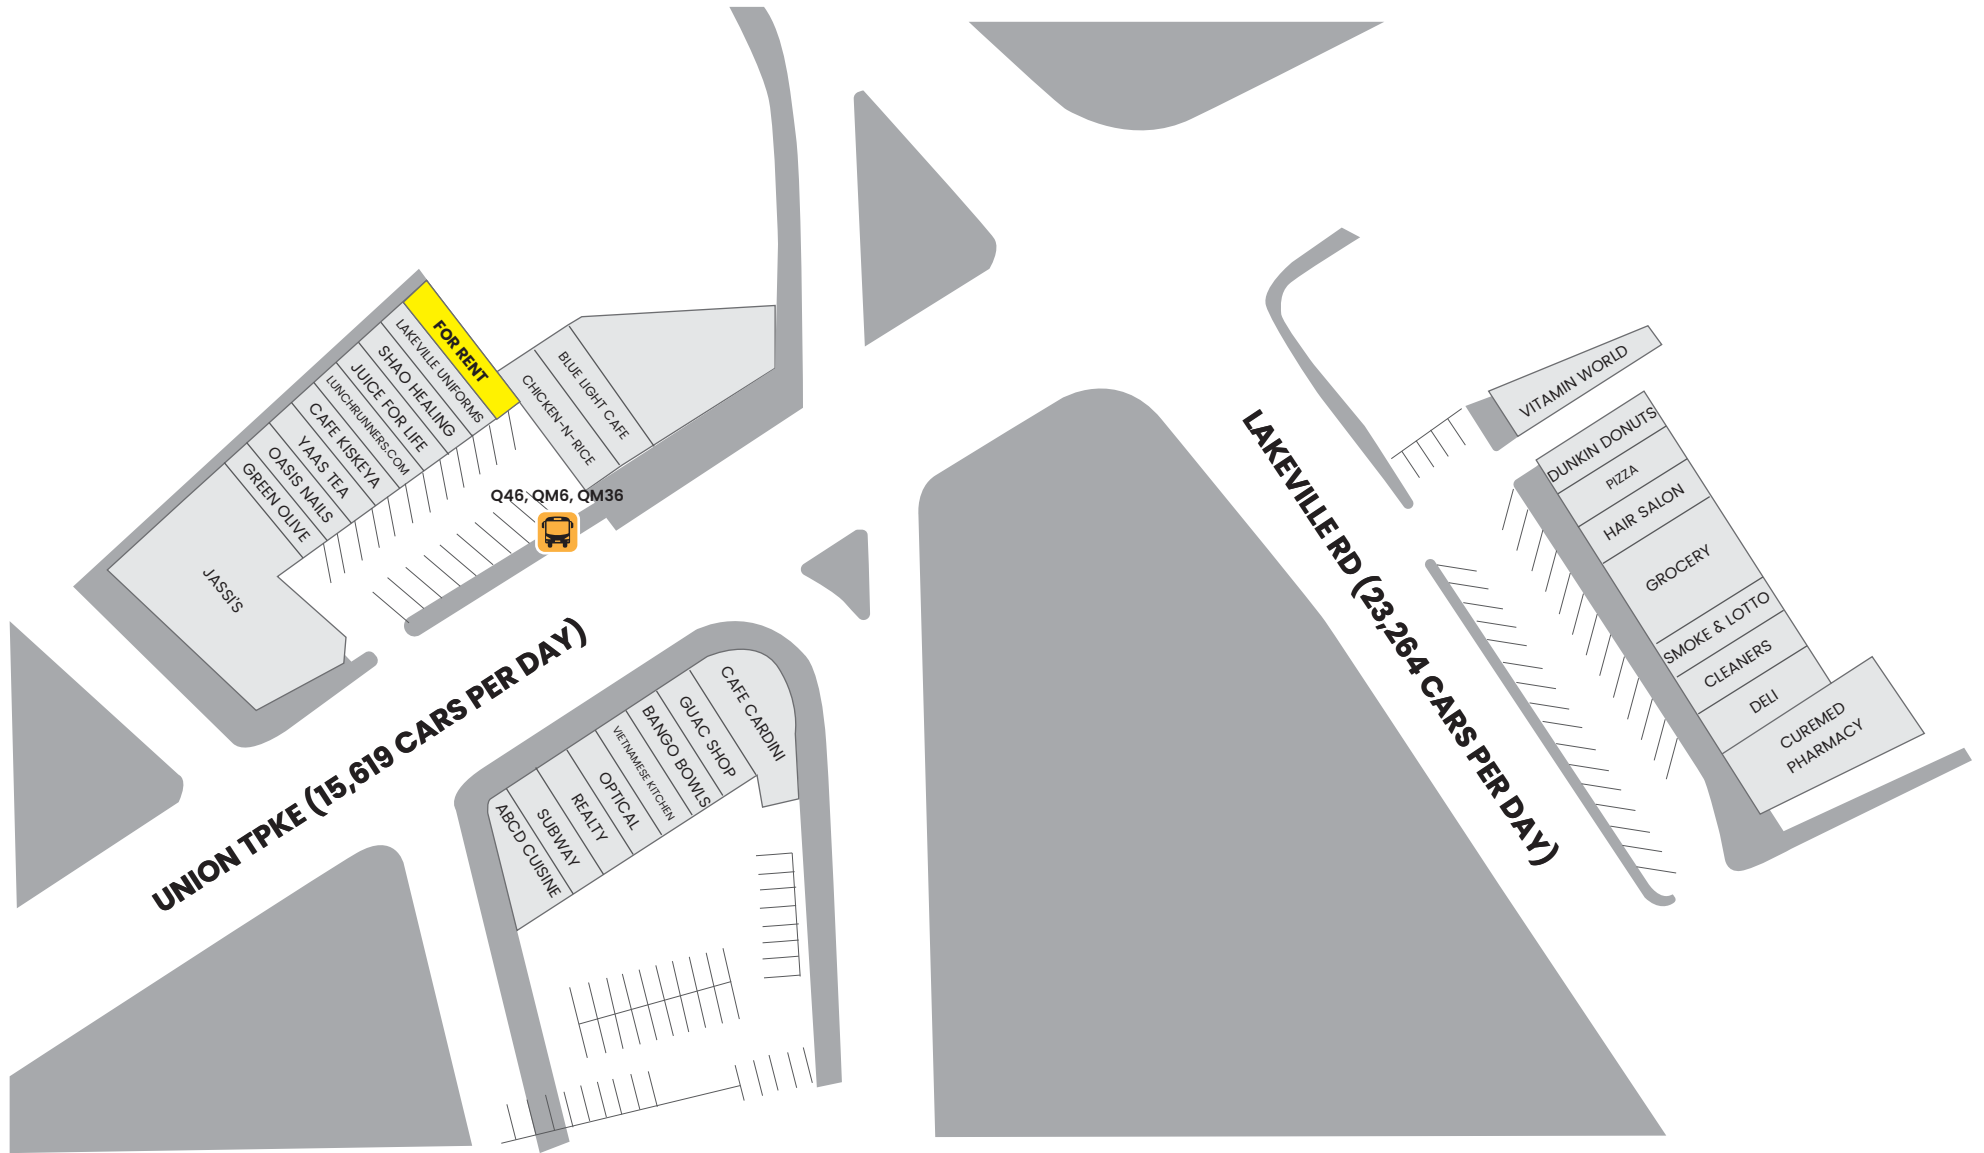 FOR RENT
LAKEVILLE UNIFORMS
SHAO HEALING
JUICE FOR LIFE
LUNCHRUNNERS.COM
CAFE KISKEYA
YAAS TEA
OASIS NAILS
GREEN OLIVE
JASSI'S
CHICKEN-N-RICE
BLUE LIGHT CAFE
Q46, QM6, QM36
UNION TPKE (15,619 CARS PER DAY)
ABCD CUISINE
SUBWAY
REALTY
OPTICAL
VIETNAMESE KITCHEN
BANGO BOWLS
GUAC SHOP
CAFE CARDINI
LAKEVILLE RD (23,264 CARS PER DAY)
VITAMIN WORLD
DUNKIN DONUTS
PIZZA
HAIR SALON
GROCERY
SMOKE & LOTTO
CLEANERS
DELI
CUREMED
PHARMACY